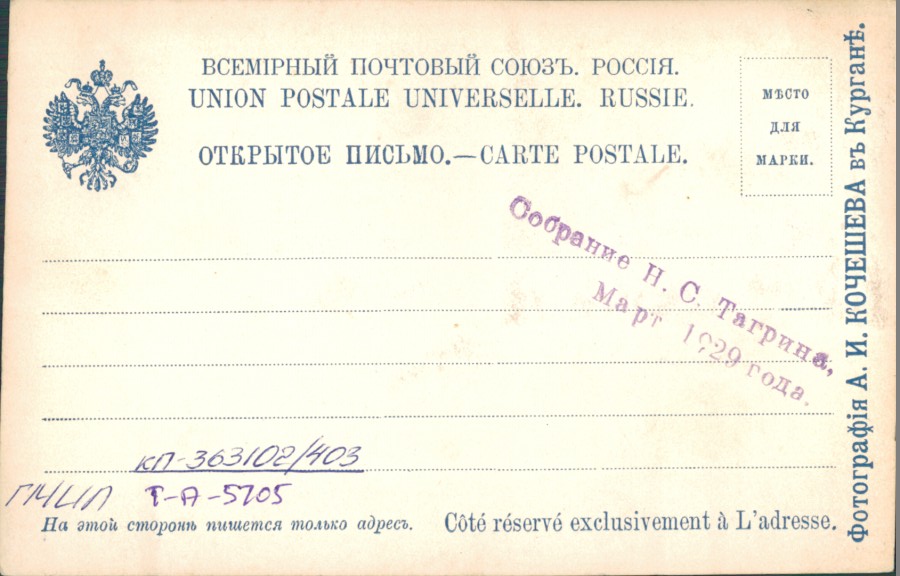 ВСЕМІРНЫЙ ПОЧТОВЫЙ СОЮЗЪ. РОССІЯ.
UNION POSTALE UNIVERSELLE. RUSSIE.
ОТКРЫТОЕ ПИСЬМО.—CARTE POSTALE.
МѢСТО
ДЛЯ
МАРКИ.
Собрание Н. С. Тагрина,
Март 1929 года.
КП-363102/403
ГМИЛ Т-А-5705
На этой сторонѣ пишется только адресъ.
Côté réservé exclusivement à L'adresse.
Фотографія А. И. КОЧЕШЕВА въ Курганѣ.